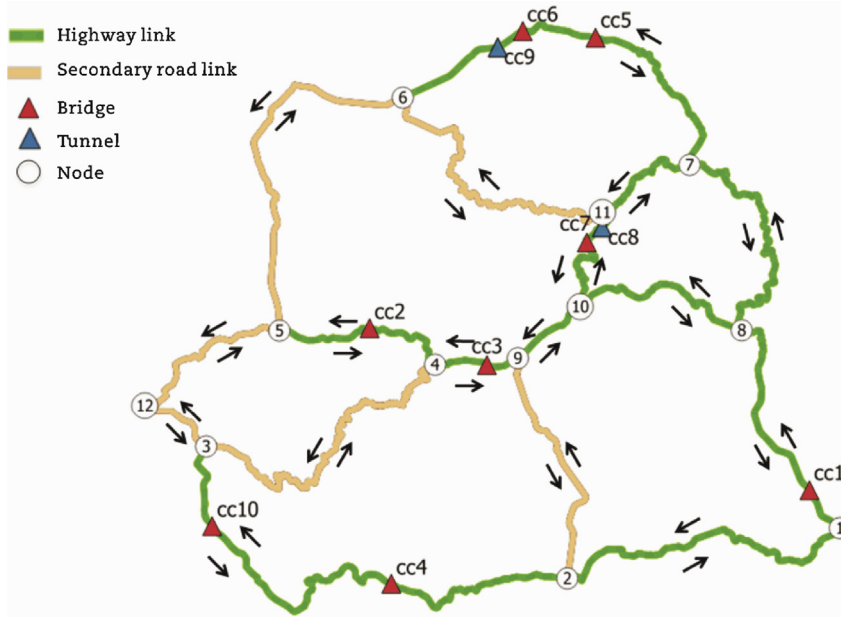 Highway link
Secondary road link
Bridge
Tunnel
Node
cc6
cc5
cc9
6
7
11
cc7
cc8
10
cc2
5
cc3
4
9
8
12
3
cc1
cc10
1
cc4
2